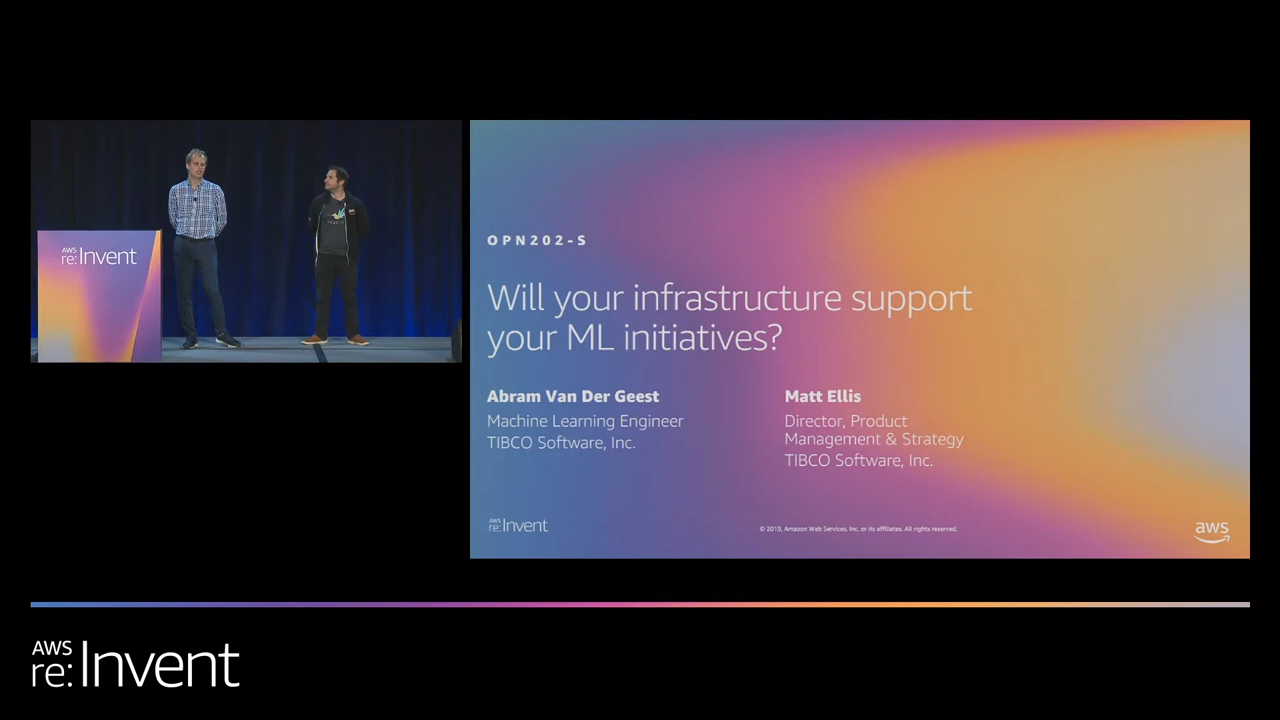 AWS
re:Invent
OPN202-S
Will your infrastructure support
your ML initiatives?
Abram Van Der Geest
Machine Learning Engineer
TIBCO Software, Inc.
Matt Ellis
Director, Product
Management & Strategy
TIBCO Software, Inc.
AWS
re:Invent
© 2019, Amazon Web Services, Inc. or its affiliates. All rights reserved.
aws
AWS
re:Invent